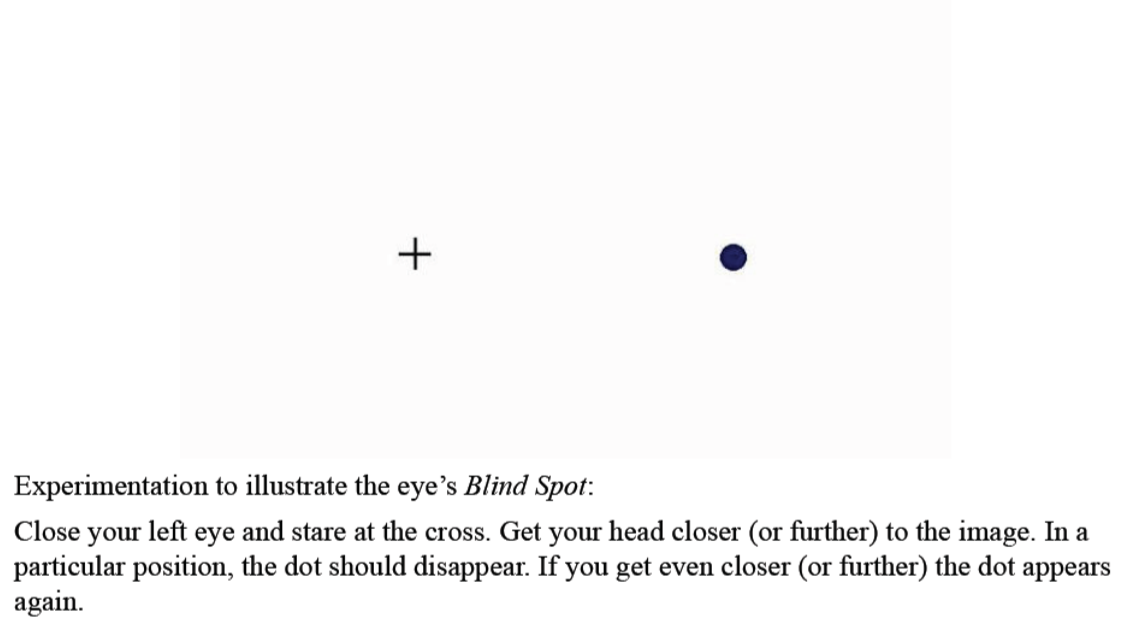 Experimentation to illustrate the eye’s Blind Spot:
Close your left eye and stare at the cross. Get your head closer (or further) to the image. In a
particular position, the dot should disappear. If you get even closer (or further) the dot appears
again.